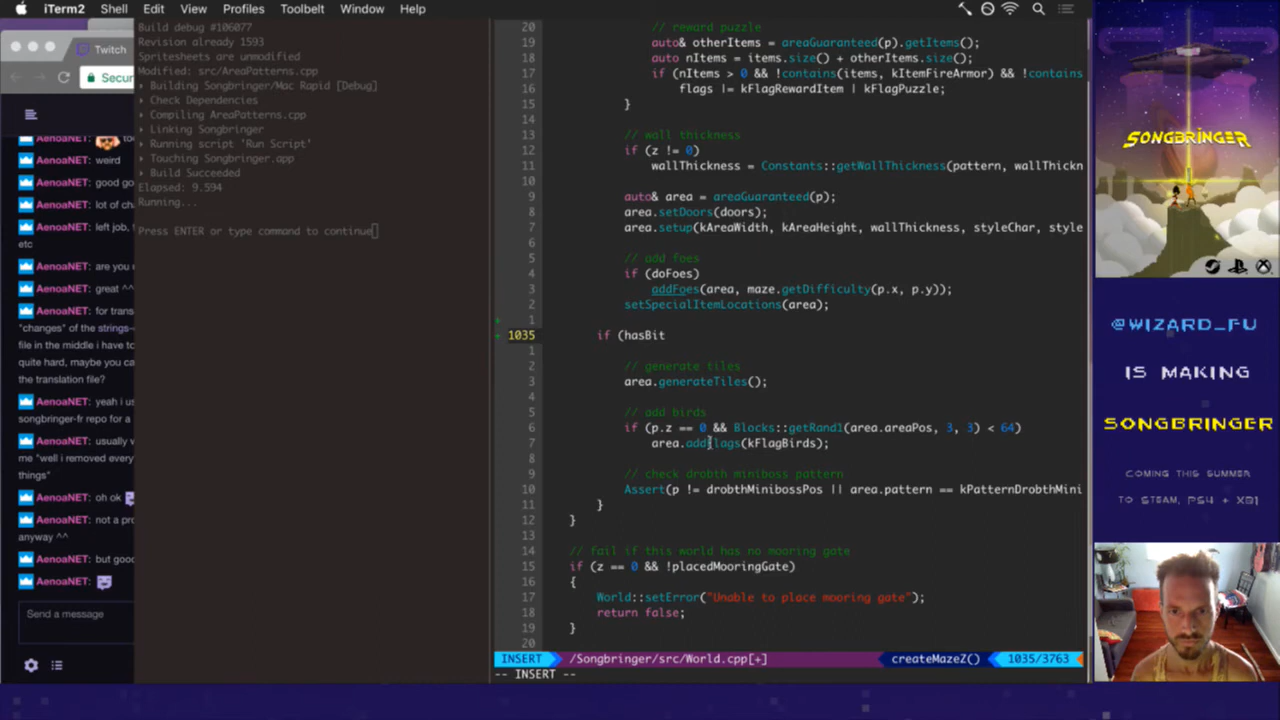 iTerm2 Shell Edit View Profiles Toolbelt Window Help
Twitch
Secur
AenoaNET: to
AenoaNET: weird
AenoaNET: good go
AenoaNET: lot of ch
AenoaNET: left job,
etc
AenoaNET: are you
AenoaNET: great ^^
AenoaNET: for trans
"changes" of the strings-
file in the middle i have to
quite hard, maybe you ca
the translation file?
AenoaNET: yeah i us
songbringer-fr repo for a
AenoaNET: usually w
me "well i removed every
things"
AenoaNET: oh ok
AenoaNET: not a pro
anyway ^^
AenoaNET: but good
AenoaNET:
Send a message
Build debug #106077
Revision already 1593
Spritesheets are unmodified
Modified: src/AreaPatterns.cpp
Building Songbringer/Mac Rapid [Debug]
Check Dependencies
Compiling AreaPatterns.cpp
Linking Songbringer
Running script 'Run Script'
Touching Songbringer.app
Build Succeeded
Elapsed: 9.594
Running...
Press ENTER or type command to continue
20 // reward puzzle
19 auto& otherItems = areaGuaranteed(p).getItems();
18 auto nItems = items.size() + otherItems.size();
17 if (nItems > 0 && !contains(items, kItemFireArmor) && !contains
16 flags |= kFlagRewardItem | kFlagPuzzle;
15 }
14
13 // wall thickness
12 if (z != 0)
11 wallThickness = Constants::getWallThickness(pattern, wallThickn
10
9 auto& area = areaGuaranteed(p);
8 area.setDoors(doors);
7 area.setup(kAreaWidth, kAreaHeight, wallThickness, styleChar, style
6
5 // add foes
4 if (doFoes)
3 addFoes(area, maze.getDifficulty(p.x, p.y));
2 setSpecialItemLocations(area);
1
1035 if (hasBit
1
2 // generate tiles
3 area.generateTiles();
4
5 // add birds
6 if (p.z == 0 && Blocks::getRand1(area.areaPos, 3, 3) < 64)
7 area.addFlags(kFlagBirds);
8
9 // check drobth miniboss pattern
10 Assert(p != drobthMinibossPos || area.pattern == kPatternDrobthMini
11 }
12 }
13
14 // fail if this world has no mooring gate
15 if (z == 0 && !placedMooringGate)
16 {
17 World::setError("Unable to place mooring gate");
18 return false;
19 }
20
INSERT /Songbringer/src/World.cpp[+] createMazeZ() 1035/3763
-- INSERT --
SONGBRINGER
@WIZARD_FU
IS MAKING
SONGBRINGER
COMING THIS SUMMER
TO STEAM, PS4 + XB1